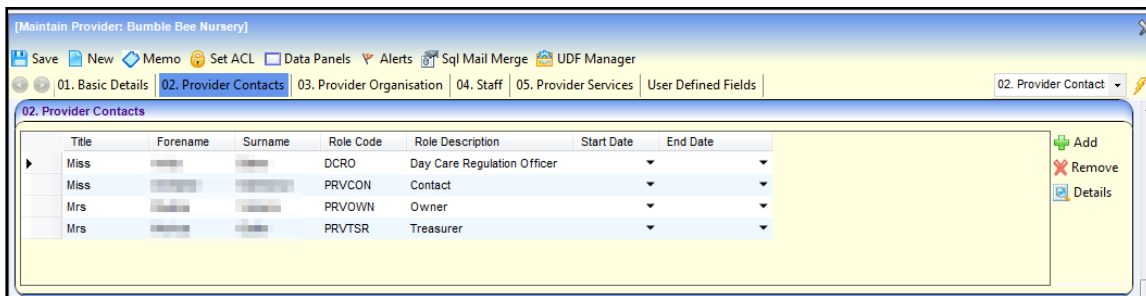 [Maintain Provider: Bumble Bee Nursery]
Save New Memo Set ACL Data Panels Alerts Sql Mail Merge UDF Manager
01. Basic Details 02. Provider Contacts 03. Provider Organisation 04. Staff 05. Provider Services User Defined Fields 02. Provider Contact
02. Provider Contacts
Title Forename Surname Role Code Role Description Start Date End Date Add
Miss DCRO Day Care Regulation Officer Remove
Miss PRVCON Contact Details
Mrs PRVOWN Owner
Mrs PRVTSR Treasurer